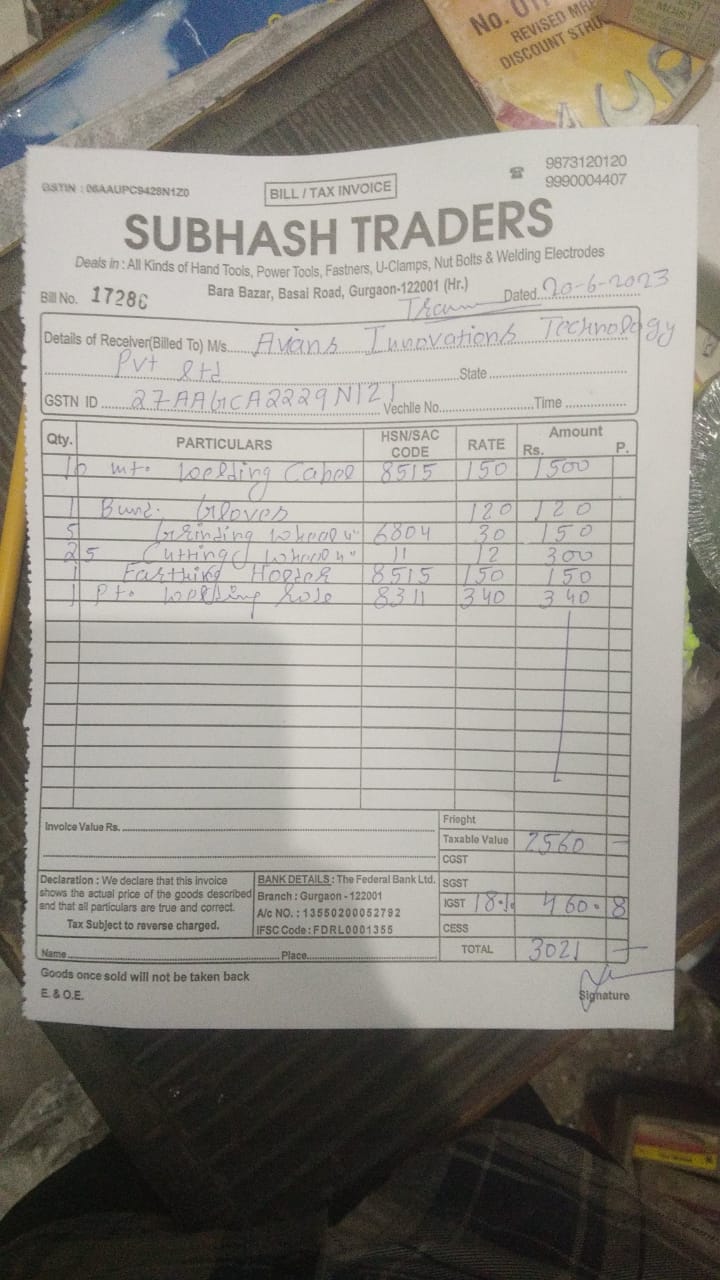 No. 01
REVISED MRP
DISCOUNT STRU
GSTIN : 06AAUPC9428N1Z0
BILL / TAX INVOICE
9873120120
9990004407
SUBHASH TRADERS
Deals in : All Kinds of Hand Tools, Power Tools, Fastners, U-Clamps, Nut Bolts & Welding Electrodes
Bara Bazar, Basai Road, Gurgaon-122001 (Hr.)
Bill No. 17286 Dated 20-6-2023
Details of Receiver(Billed To) M/s. Avians Innovations Technology
Pvt ltd State
GSTN ID 27AAGCA2229N1Z1 Vechile No. Time
Qty. PARTICULARS HSN/SAC CODE RATE Amount Rs. P.
10 mto Welding Cabel 8515 150 1500
1 Gloves 120 120
5 Grinding wheel 4" 6804 30 150
25 Cutting wheel 4" 11 12 300
1 Earthing Holder 8515 150 150
1 Pto Welding 8311 340 340
Invoice Value Rs.
Frieght
Taxable Value 2560 -
CGST
SGST
IGST 18% 460.8
CESS
TOTAL 3021 -
Declaration : We declare that this invoice
shows the actual price of the goods described
and that all particulars are true and correct.
Tax Subject to reverse charged.
BANK DETAILS : The Federal Bank Ltd.
Branch : Gurgaon - 122001
A/c NO. : 13550200052792
IFSC Code : FDRL0001355
Name Place
Goods once sold will not be taken back
E. & O.E.
Signature